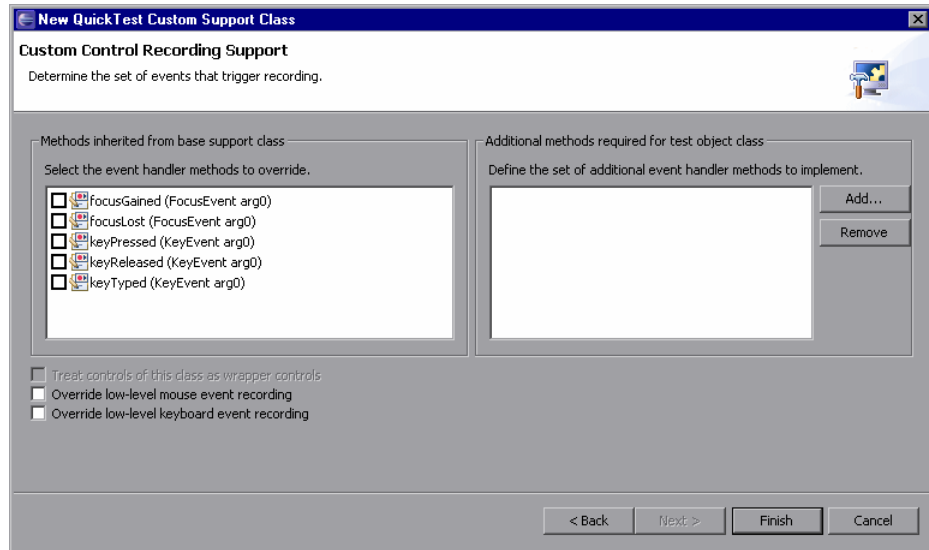 New QuickTest Custom Support Class
Custom Control Recording Support
Determine the set of events that trigger recording.
Methods inherited from base support class
Select the event handler methods to override.
focusGained (FocusEvent arg0)
focusLost (FocusEvent arg0)
keyPressed (KeyEvent arg0)
keyReleased (KeyEvent arg0)
keyTyped (KeyEvent arg0)
Additional methods required for test object class
Define the set of additional event handler methods to implement.
Add...
Remove
Treat controls of this class as wrapper controls
Override low-level mouse event recording
Override low-level keyboard event recording
< Back
Next >
Finish
Cancel